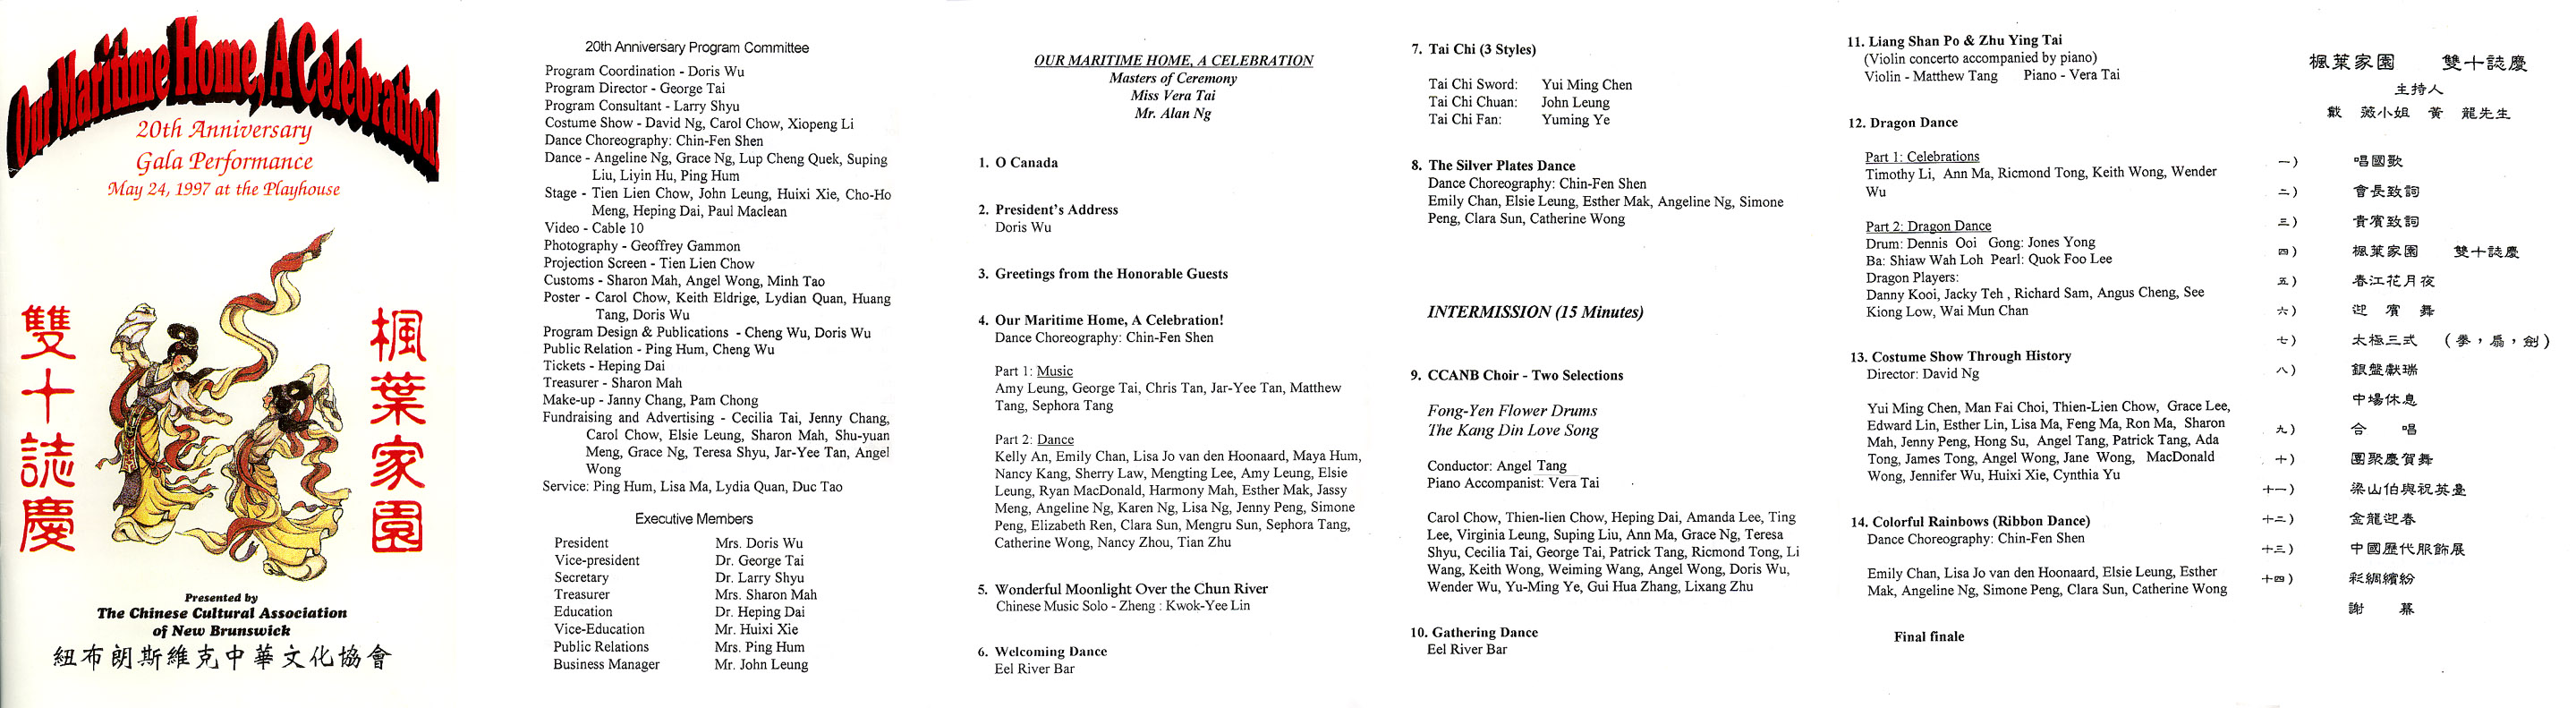 Our Maritime Home, A Celebration!
20th Anniversary
Gala Performance
May 24, 1997 at the Playhouse
楓葉家園
雙十誌慶
Presented by
The Chinese Cultural Association
of New Brunswick
紐布朗斯維克中華文化協會
20th Anniversary Program Committee
Program Coordination - Doris Wu
Program Director - George Tai
Program Consultant - Larry Shyu
Costume Show - David Ng, Carol Chow, Xiopeng Li
Dance Choreography: Chin-Fen Shen
Dance - Angeline Ng, Grace Ng, Lup Cheng Quek, Suping
Liu, Liyin Hu, Ping Hum
Stage - Tien Lien Chow, John Leung, Huixi Xie, Cho-Ho
Meng, Heping Dai, Paul Maclean
Video - Cable 10
Photography - Geoffrey Gammon
Projection Screen - Tien Lien Chow
Customs - Sharon Mah, Angel Wong, Minh Tao
Poster - Carol Chow, Keith Eldrige, Lydian Quan, Huang
Tang, Doris Wu
Program Design & Publications - Cheng Wu, Doris Wu
Public Relation - Ping Hum, Cheng Wu
Tickets - Heping Dai
Treasurer - Sharon Mah
Make-up - Janny Chang, Pam Chong
Fundraising and Advertising - Cecilia Tai, Jenny Chang,
Carol Chow, Elsie Leung, Sharon Mah, Shu-yuan
Meng, Grace Ng, Teresa Shyu, Jar-Yee Tan, Angel
Wong
Service: Ping Hum, Lisa Ma, Lydia Quan, Duc Tao
Executive Members
President Mrs. Doris Wu
Vice-president Dr. George Tai
Secretary Dr. Larry Shyu
Treasurer Mrs. Sharon Mah
Education Dr. Heping Dai
Vice-Education Mr. Huixi Xie
Public Relations Mrs. Ping Hum
Business Manager Mr. John Leung
OUR MARITIME HOME, A CELEBRATION
Masters of Ceremony
Miss Vera Tai
Mr. Alan Ng
1. O Canada
2. President's Address
Doris Wu
3. Greetings from the Honorable Guests
4. Our Maritime Home, A Celebration!
Dance Choreography: Chin-Fen Shen
Part 1: Music
Amy Leung, George Tai, Chris Tan, Jar-Yee Tan, Matthew
Tang, Sephora Tang
Part 2: Dance
Kelly An, Emily Chan, Lisa Jo van den Hoonaard, Maya Hum,
Nancy Kang, Sherry Law, Mengting Lee, Amy Leung, Elsie
Leung, Ryan MacDonald, Harmony Mah, Esther Mak, Jassy
Meng, Angeline Ng, Karen Ng, Lisa Ng, Jenny Peng, Simone
Peng, Elizabeth Ren, Clara Sun, Mengru Sun, Sephora Tang,
Catherine Wong, Nancy Zhou, Tian Zhu
5. Wonderful Moonlight Over the Chun River
Chinese Music Solo - Zheng : Kwok-Yee Lin
6. Welcoming Dance
Eel River Bar
7. Tai Chi (3 Styles)
Tai Chi Sword: Yui Ming Chen
Tai Chi Chuan: John Leung
Tai Chi Fan: Yuming Ye
8. The Silver Plates Dance
Dance Choreography: Chin-Fen Shen
Emily Chan, Elsie Leung, Esther Mak, Angeline Ng, Simone
Peng, Clara Sun, Catherine Wong
INTERMISSION (15 Minutes)
9. CCANB Choir - Two Selections
Fong-Yen Flower Drums
The Kang Din Love Song
Conductor: Angel Tang
Piano Accompanist: Vera Tai
Carol Chow, Thien-lien Chow, Heping Dai, Amanda Lee, Ting
Lee, Virginia Leung, Suping Liu, Ann Ma, Grace Ng, Teresa
Shyu, Cecilia Tai, George Tai, Patrick Tang, Ricmond Tong, Li
Wang, Keith Wong, Weiming Wang, Angel Wong, Doris Wu,
Wender Wu, Yu-Ming Ye, Gui Hua Zhang, Lixang Zhu
10. Gathering Dance
Eel River Bar
11. Liang Shan Po & Zhu Ying Tai
(Violin concerto accompanied by piano)
Violin - Matthew Tang Piano - Vera Tai
12. Dragon Dance
Part 1: Celebrations
Timothy Li, Ann Ma, Ricmond Tong, Keith Wong, Wender
Wu
Part 2: Dragon Dance
Drum: Dennis Ooi Gong: Jones Yong
Ba: Shiaw Wah Loh Pearl: Quok Foo Lee
Dragon Players:
Danny Kooi, Jacky Teh , Richard Sam, Angus Cheng, See
Kiong Low, Wai Mun Chan
13. Costume Show Through History
Director: David Ng
Yui Ming Chen, Man Fai Choi, Thien-Lien Chow, Grace Lee,
Edward Lin, Esther Lin, Lisa Ma, Feng Ma, Ron Ma, Sharon
Mah, Jenny Peng, Hong Su, Angel Tang, Patrick Tang, Ada
Tong, James Tong, Angel Wong, Jane Wong, MacDonald
Wong, Jennifer Wu, Huixi Xie, Cynthia Yu
14. Colorful Rainbows (Ribbon Dance)
Dance Choreography: Chin-Fen Shen
Emily Chan, Lisa Jo van den Hoonaard, Elsie Leung, Esther
Mak, Angeline Ng, Simone Peng, Clara Sun, Catherine Wong
Final finale
楓葉家園 雙十誌慶
主持人
戴 薇小姐 黃 龍先生
一) 唱國歌
二) 會長致詞
三) 貴賓致詞
四) 楓葉家園 雙十誌慶
五) 春江花月夜
六) 迎 賓 舞
七) 太極三式 (拳，扇，劍)
八) 銀盤獻瑞
中場休息
九) 合 唱
十) 團聚慶賀舞
十一) 梁山伯與祝英臺
十二) 金龍迎春
十三) 中國歷代服飾展
十四) 彩綢繽紛
謝 幕